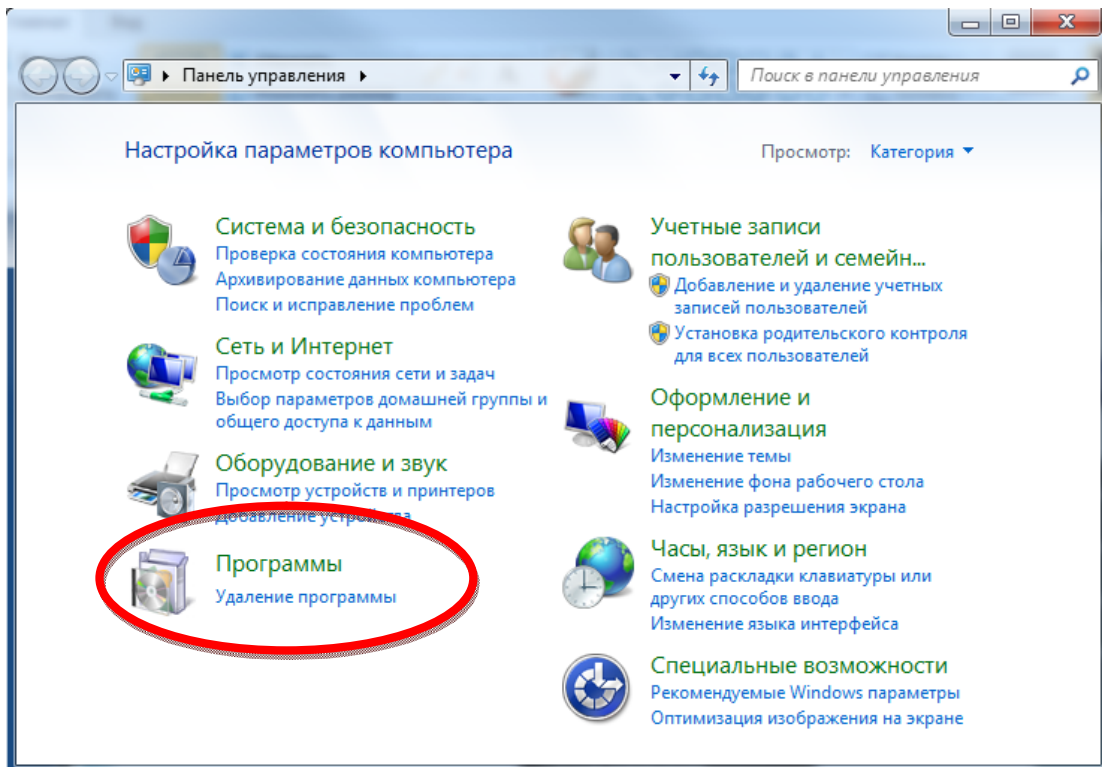 Панель управления
Поиск в панели управления
Настройка параметров компьютера
Просмотр: Категория
Система и безопасность
Проверка состояния компьютера
Архивирование данных компьютера
Поиск и исправление проблем
Сеть и Интернет
Просмотр состояния сети и задач
Выбор параметров домашней группы и
общего доступа к данным
Оборудование и звук
Просмотр устройств и принтеров
Добавление устройства
Программы
Удаление программы
Учетные записи
пользователей и семейн...
Добавление и удаление учетных
записей пользователей
Установка родительского контроля
для всех пользователей
Оформление и
персонализация
Изменение темы
Изменение фона рабочего стола
Настройка разрешения экрана
Часы, язык и регион
Смена раскладки клавиатуры или
других способов ввода
Изменение языка интерфейса
Специальные возможности
Рекомендуемые Windows параметры
Оптимизация изображения на экране